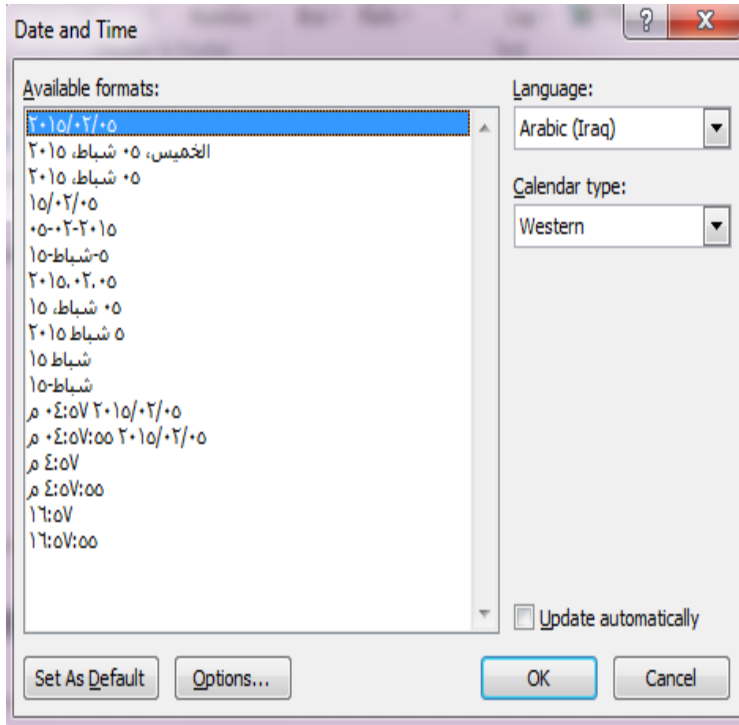 Date and Time
Available formats:
٢٠١٥/٠٢/٠٥
الخميس، ٠٥ شباط، ٢٠١٥
٠٥ شباط، ٢٠١٥
١٥/٠٢/٠٥
٢٠١٥-٠٢-٠٥
٥-شباط-١٥
٢٠١٥.٠٢.٠٥
٠٥ شباط، ١٥
٥ شباط ٢٠١٥
شباط ١٥
شباط-١٥
٢٠١٥/٠٢/٠٥ ٠٤:٥٧ م
٢٠١٥/٠٢/٠٥ ٠٤:٥٧:٥٥ م
٤:٥٧ م
٤:٥٧:٥٥ م
١٦:٥٧
١٦:٥٧:٥٥
Language:
Arabic (Iraq)
Calendar type:
Western
Update automatically
Set As Default
Options...
OK
Cancel